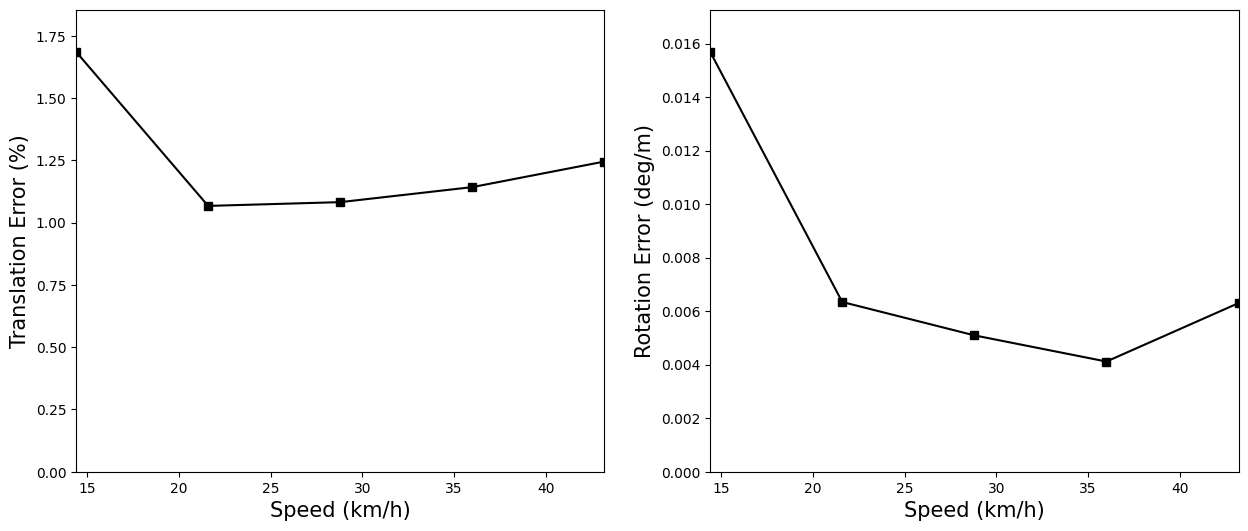 Translation Error (%)
1.75
1.50
1.25
1.00
0.75
0.50
0.25
0.00
15 20 25 30 35 40
Speed (km/h)
Rotation Error (deg/m)
0.016
0.014
0.012
0.010
0.008
0.006
0.004
0.002
0.000
15 20 25 30 35 40
Speed (km/h)